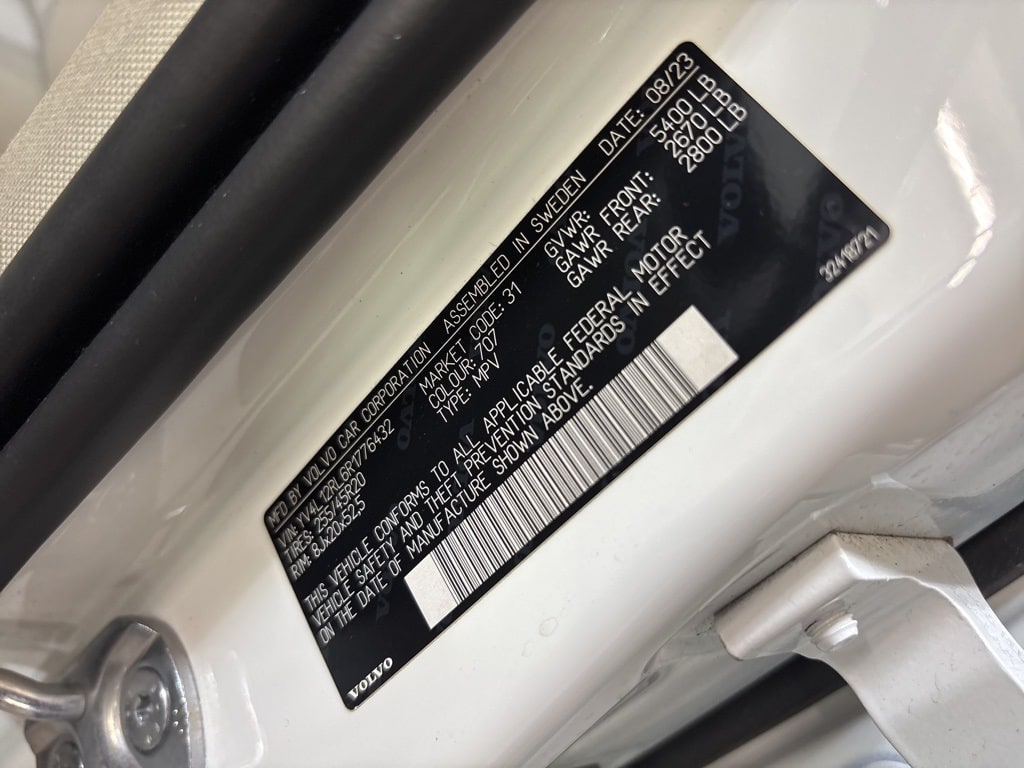 MFD BY VOLVO CAR CORPORATION ASSEMBLED IN SWEDEN DATE: 08/23
VIN: YV4L12RL6R1776432 MARKET CODE: 31 GVWR: 5400 LB
TIRES: 255/45R20 COLOUR: 707 GAWR FRONT: 2670 LB
RIM: 8Jx20x52.5 TYPE: MPV GAWR REAR: 2800 LB
THIS VEHICLE CONFORMS TO ALL APPLICABLE FEDERAL MOTOR
VEHICLE SAFETY AND THEFT PREVENTION STANDARDS IN EFFECT
ON THE DATE OF MANUFACTURE SHOWN ABOVE.
VOLVO
32416772